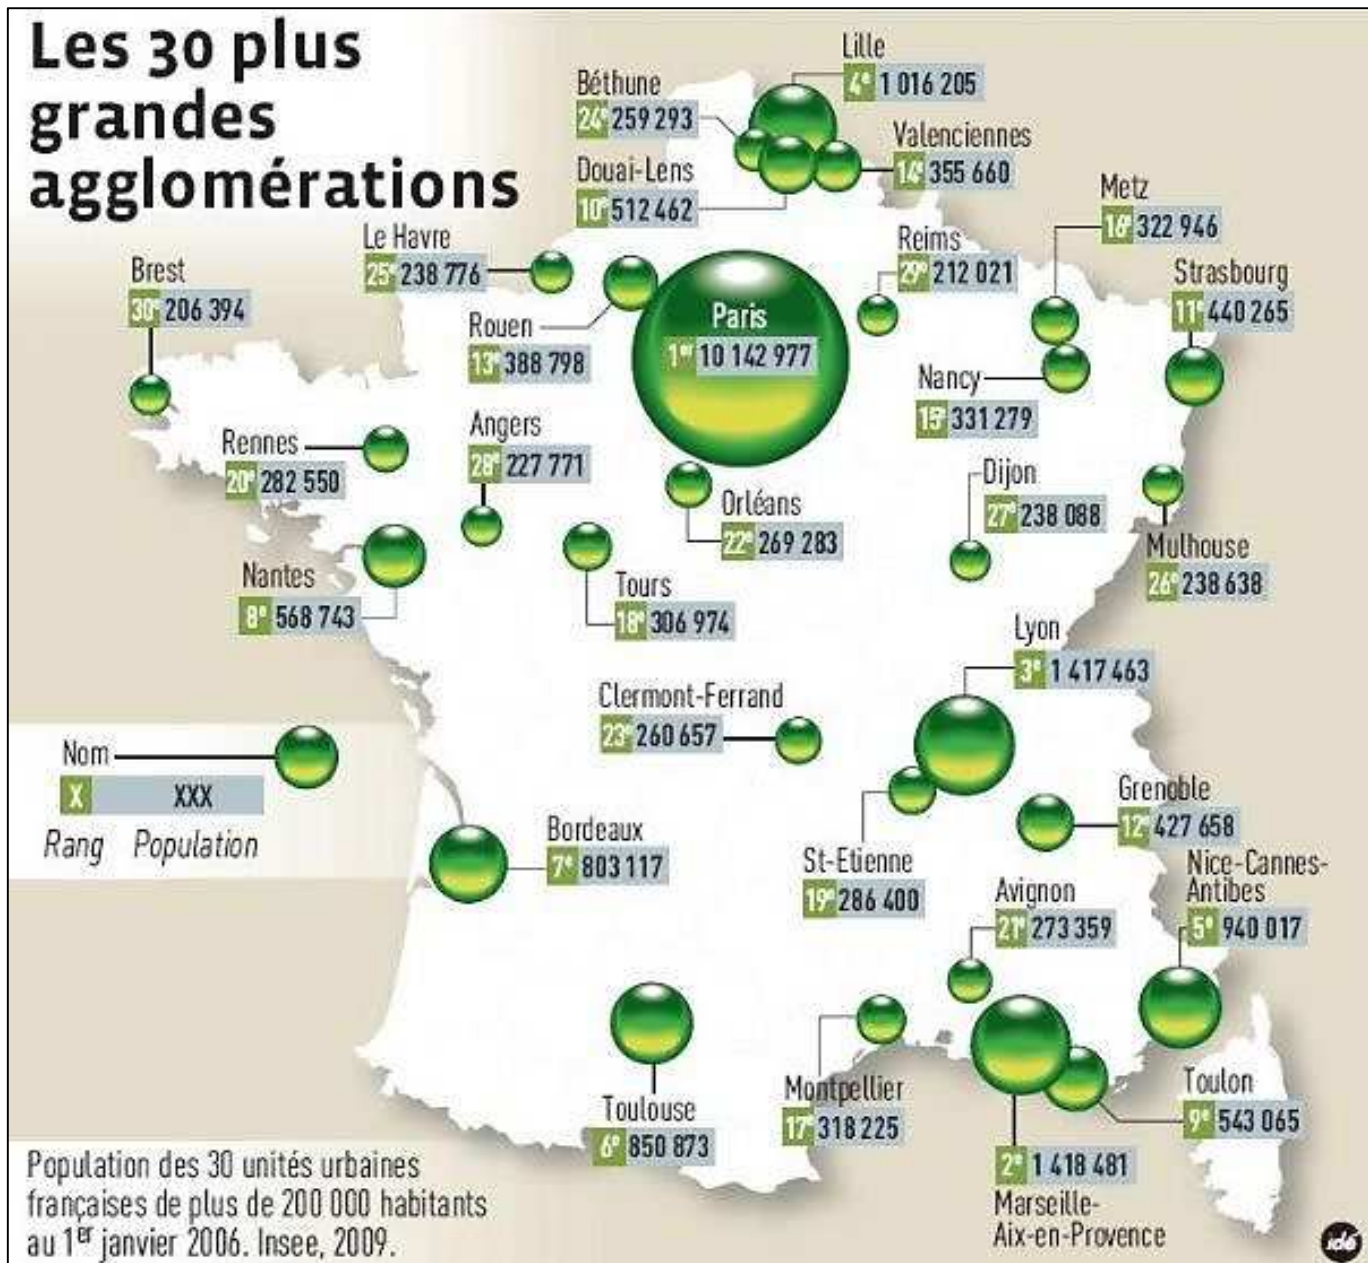 Les 30 plus
grandes
agglomérations
Lille
4e 1 016 205
Béthune
24e 259 293
Valenciennes
14e 355 660
Douai-Lens
10e 512 462
Metz
16e 322 946
Le Havre
25e 238 776
Reims
29e 212 021
Strasbourg
11e 440 265
Brest
30e 206 394
Rouen
13e 388 798
Paris
1er 10 142 977
Nancy
15e 331 279
Angers
28e 227 771
Rennes
20e 282 550
Orléans
22e 269 283
Dijon
27e 238 088
Mulhouse
26e 238 638
Nantes
8e 568 743
Tours
18e 306 974
Lyon
3e 1 417 463
Clermont-Ferrand
23e 260 657
Nom
X XXX
Rang Population
Grenoble
12e 427 658
Bordeaux
7e 803 117
St-Etienne
19e 286 400
Nice-Cannes-
Antibes
5e 940 017
Avignon
21e 273 359
Toulouse
6e 850 873
Montpellier
17e 318 225
Toulon
9e 543 065
2e 1 418 481
Marseille-
Aix-en-Provence
Population des 30 unités urbaines
françaises de plus de 200 000 habitants
au 1er janvier 2006. Insee, 2009.
idé